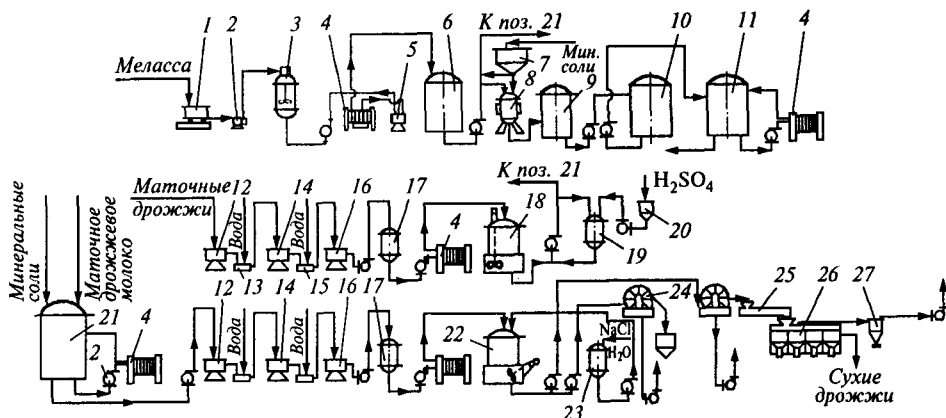 К поз. 21
1 2 3 4 5 6 7 8 9 10 11 4
Меласса
Мин.
соли
К поз. 21
H₂SO₄
Маточные
дрожжи
12 Вода 14 Вода 16 17 4 18 19 20
13 15
Минеральные
соли
Маточное
дрожжевое
молоко
21 2 4
12 Вода 13 14 Вода 15 16 17 22
NaCl
H₂O
23 24 25 26 27
Сухие
дрожжи